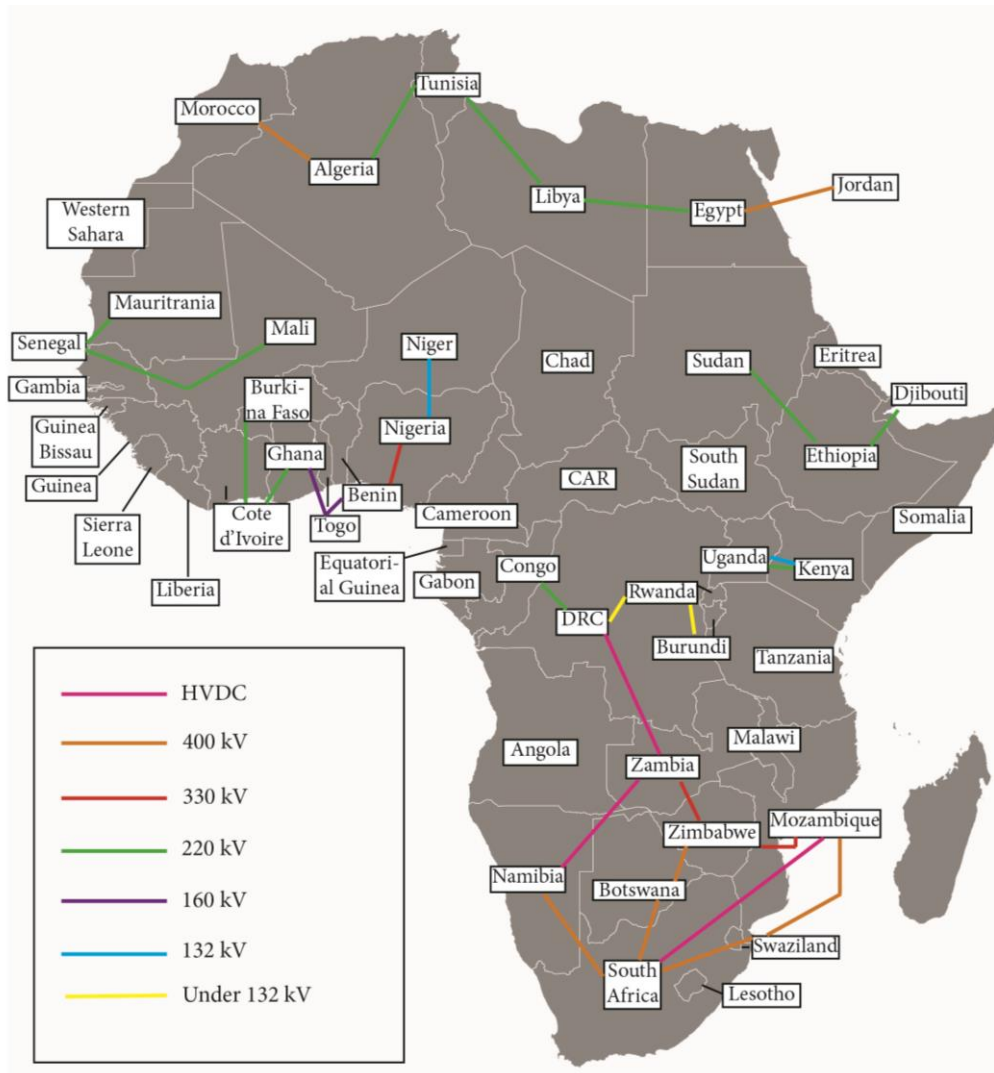 Tunisia
Morocco
Algeria
Jordan
Libya
Egypt
Western
Sahara
Mauritrania
Mali
Senegal
Niger
Chad
Sudan
Eritrea
Gambia
Burki-
na Faso
Djibouti
Guinea
Bissau
Nigeria
Ghana
Ethiopia
South
Sudan
Guinea
CAR
Benin
Sierra
Leone
Cote
d'Ivoire
Togo
Cameroon
Somalia
Liberia
Equatori-
al Guinea
Gabon
Congo
Uganda
Kenya
Rwanda
DRC
Burundi
Tanzania
HVDC
400 kV
330 kV
220 kV
160 kV
132 kV
Under 132 kV
Angola
Malawi
Zambia
Zimbabwe
Mozambique
Namibia
Botswana
Swaziland
South
Africa
Lesotho